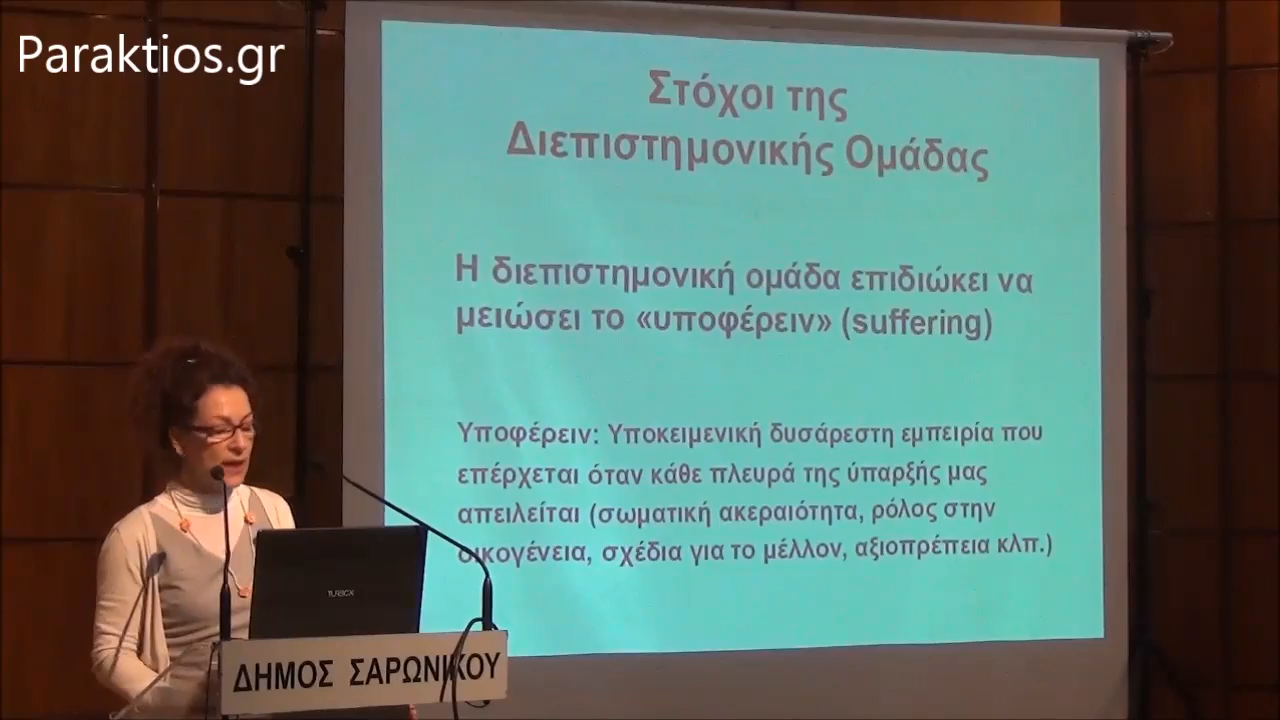 Paraktios.gr
Στόχοι της
Διεπιστημονικής Ομάδας
Η διεπιστημονική ομάδα επιδιώκει να
μειώσει το «υποφέρειν» (suffering)
Υποφέρειν: Υποκειμενική δυσάρεστη εμπειρία που
επέρχεται όταν κάθε πλευρά της ύπαρξής μας
απειλείται (σωματική ακεραιότητα, ρόλος στην
οικογένεια, σχέδια για το μέλλον, αξιοπρέπεια κλπ.)
TURBOX
ΔΗΜΟΣ ΣΑΡΩΝΙΚΟΥ